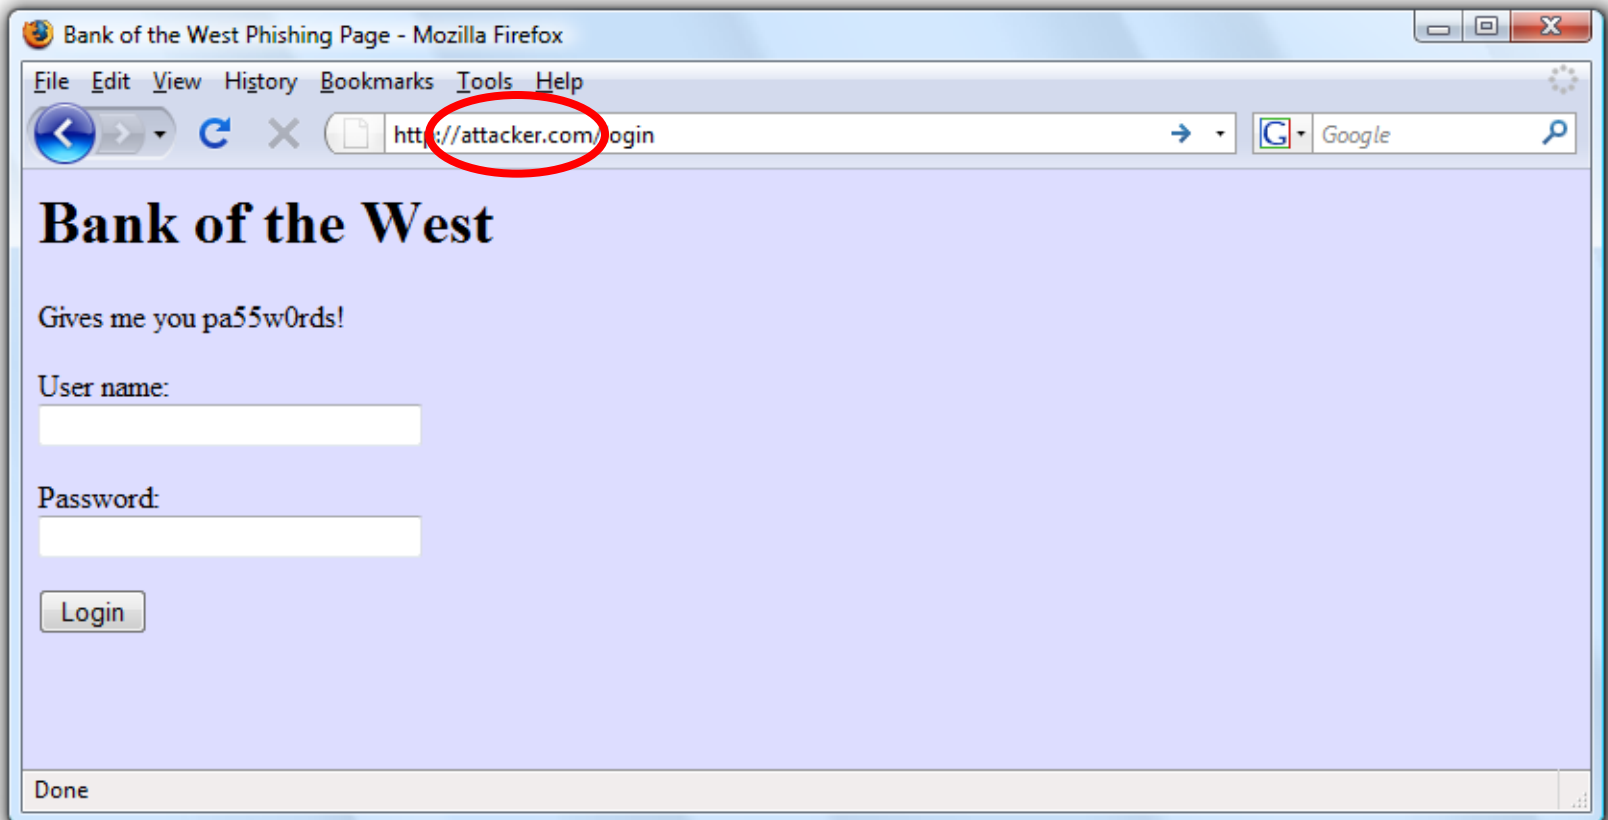 Bank of the West Phishing Page - Mozilla Firefox
File Edit View History Bookmarks Tools Help
http://attacker.com/login G Google
Bank of the West
Gives me you pa55w0rds!
User name:
Password:
Login
Done